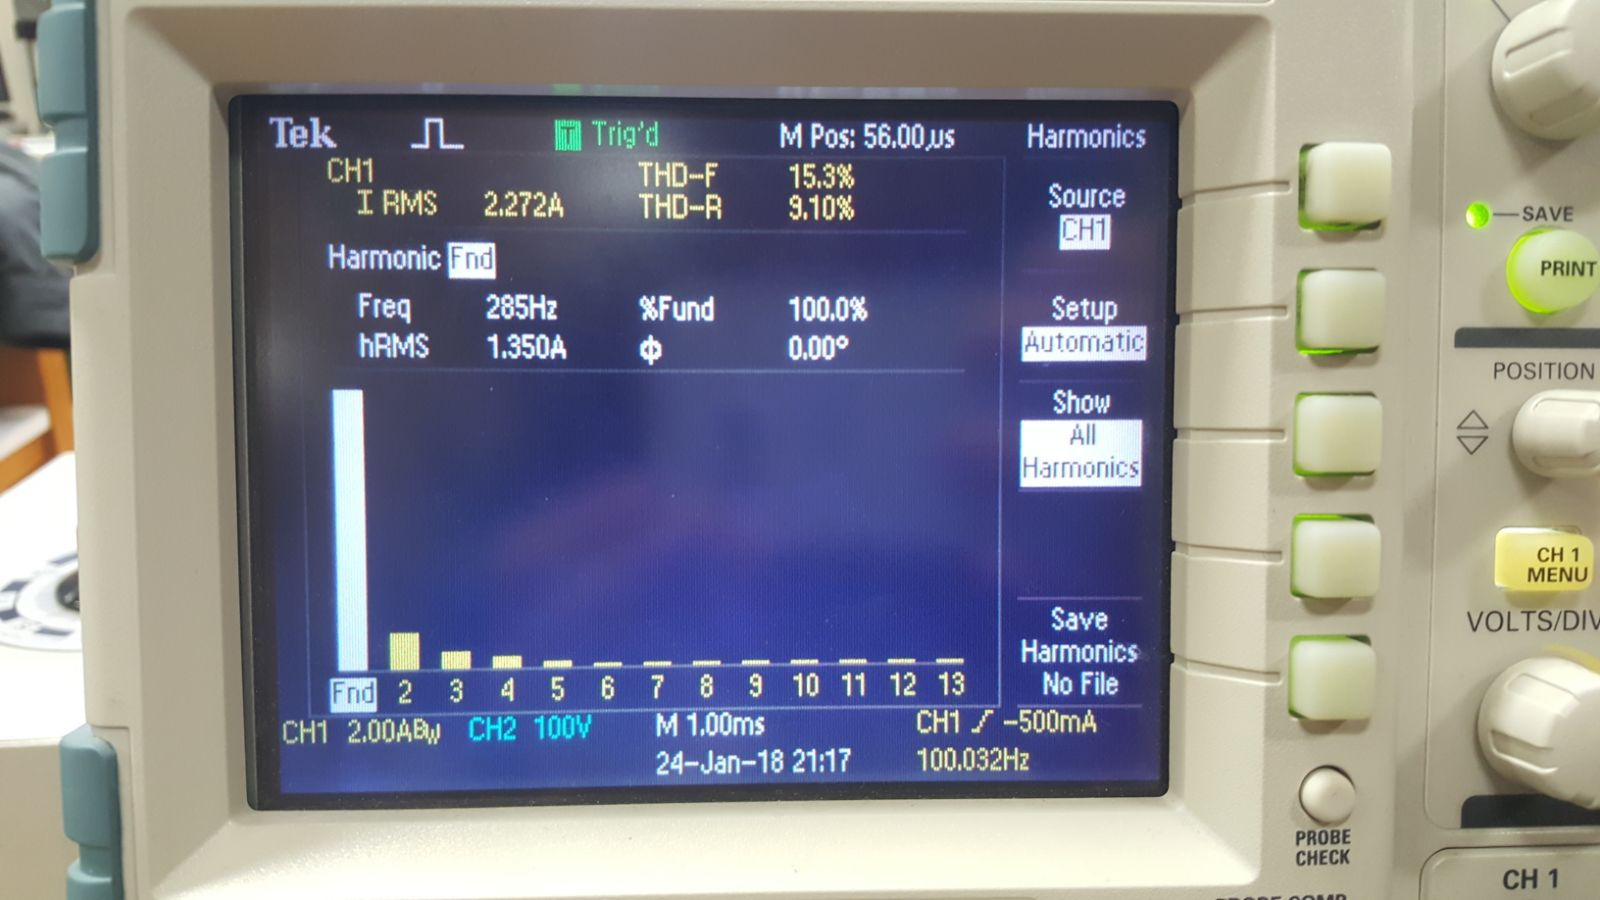 Tek Trig'd M Pos: 56.00µs Harmonics
CH1 THD-F 15.3%
I RMS 2.272A THD-R 9.10%
Source
CH1
Harmonic Fnd
Freq 285Hz %Fund 100.0%
hRMS 1.350A Φ 0.00°
Setup
Automatic
Show
All
Harmonics
Save
Harmonics
No File
Fnd 2 3 4 5 6 7 8 9 10 11 12 13
CH1 2.00ABw CH2 100V M 1.00ms CH1 -500mA
24-Jan-18 21:17 100.032Hz
SAVE
PRINT
POSITION
CH 1
MENU
VOLTS/DIV
PROBE
CHECK
CH 1